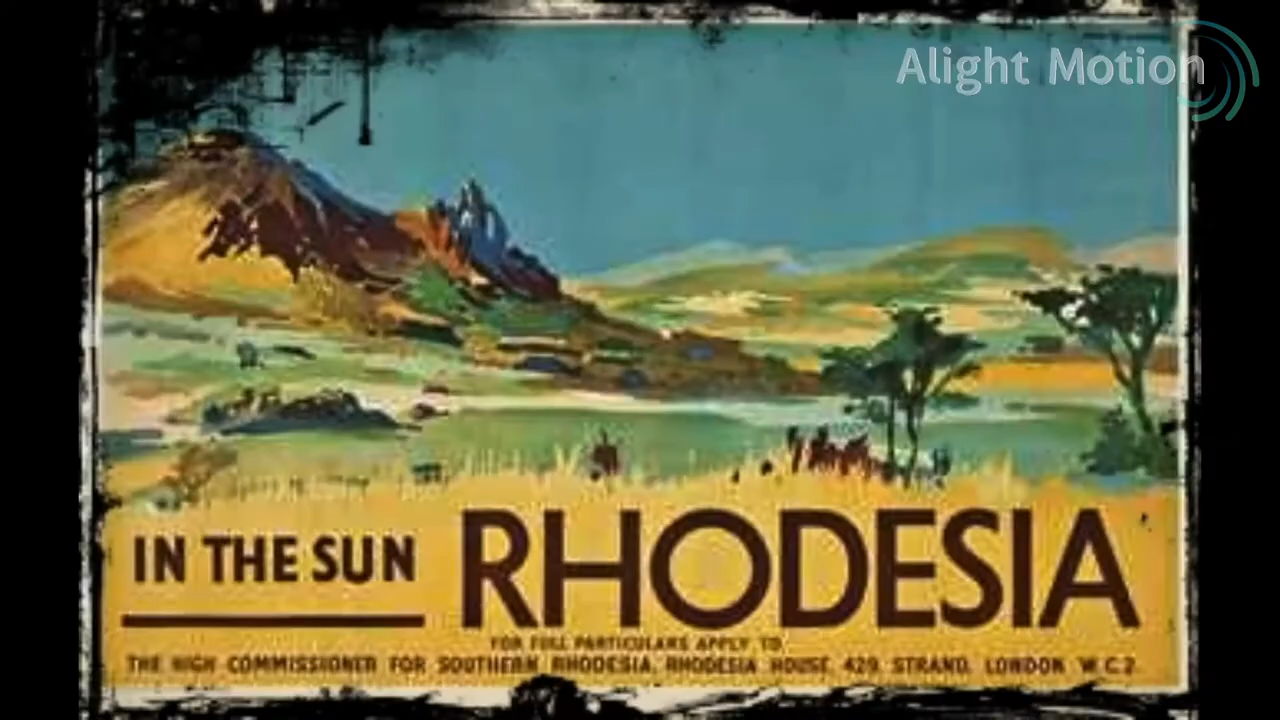 Alight Motion
IN THE SUN
RHODESIA
FOR FULL PARTICULARS APPLY TO
THE HIGH COMMISSIONER FOR SOUTHERN RHODESIA, RHODESIA HOUSE, 429, STRAND, LONDON W.C.2.